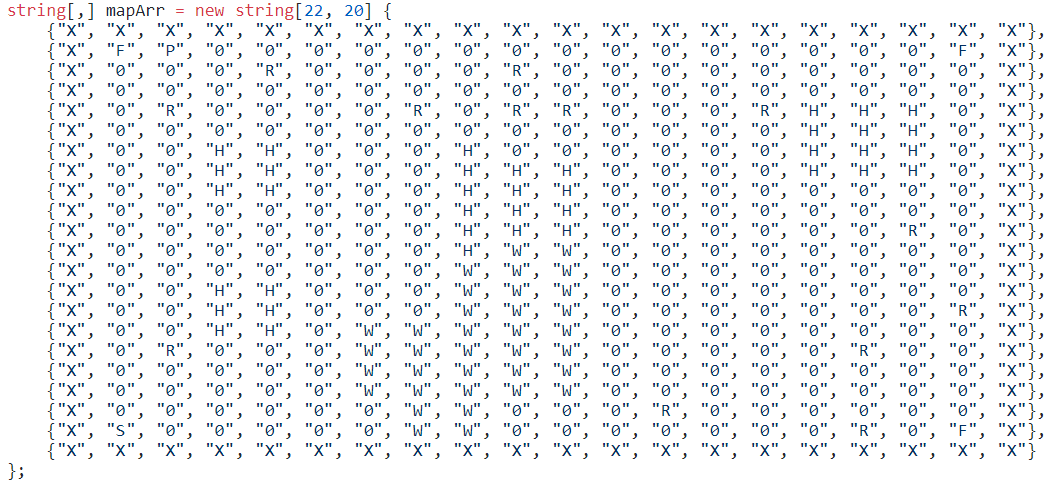 string[,] mapArr = new string[22, 20] {
{"X", "X", "X", "X", "X", "X", "X", "X", "X", "X", "X", "X", "X", "X", "X", "X", "X", "X", "X", "X"},
{"X", "F", "P", "0", "0", "0", "0", "0", "0", "0", "0", "0", "0", "0", "0", "0", "0", "0", "F", "X"},
{"X", "0", "0", "0", "R", "0", "0", "0", "0", "R", "0", "0", "0", "0", "0", "0", "0", "0", "0", "X"},
{"X", "0", "0", "0", "0", "0", "0", "0", "0", "0", "0", "0", "0", "0", "0", "0", "0", "0", "0", "X"},
{"X", "0", "R", "0", "0", "0", "0", "R", "0", "R", "R", "0", "0", "0", "R", "H", "H", "H", "0", "X"},
{"X", "0", "0", "0", "0", "0", "0", "0", "0", "0", "0", "0", "0", "0", "0", "H", "H", "H", "0", "X"},
{"X", "0", "0", "H", "H", "0", "0", "0", "H", "0", "0", "0", "0", "0", "0", "H", "H", "H", "0", "X"},
{"X", "0", "0", "H", "H", "0", "0", "0", "H", "H", "H", "0", "0", "0", "0", "H", "H", "H", "0", "X"},
{"X", "0", "0", "H", "H", "0", "0", "0", "H", "H", "H", "0", "0", "0", "0", "0", "0", "0", "0", "X"},
{"X", "0", "0", "0", "0", "0", "0", "0", "H", "H", "H", "0", "0", "0", "0", "0", "0", "0", "0", "X"},
{"X", "0", "0", "0", "0", "0", "0", "0", "H", "H", "H", "0", "0", "0", "0", "0", "0", "R", "0", "X"},
{"X", "0", "0", "0", "0", "0", "0", "0", "H", "W", "W", "0", "0", "0", "0", "0", "0", "0", "0", "X"},
{"X", "0", "0", "0", "0", "0", "0", "0", "W", "W", "W", "0", "0", "0", "0", "0", "0", "0", "0", "X"},
{"X", "0", "0", "H", "H", "0", "0", "0", "W", "W", "W", "0", "0", "0", "0", "0", "0", "0", "0", "X"},
{"X", "0", "0", "H", "H", "0", "0", "0", "W", "W", "W", "0", "0", "0", "0", "0", "0", "0", "R", "X"},
{"X", "0", "0", "H", "H", "0", "W", "W", "W", "W", "W", "0", "0", "0", "0", "0", "0", "0", "0", "X"},
{"X", "0", "R", "0", "0", "0", "W", "W", "W", "W", "W", "0", "0", "0", "0", "0", "R", "0", "0", "X"},
{"X", "0", "0", "0", "0", "0", "W", "W", "W", "W", "W", "0", "0", "0", "0", "0", "0", "0", "0", "X"},
{"X", "0", "0", "0", "0", "0", "W", "W", "W", "W", "W", "0", "0", "0", "0", "0", "0", "0", "0", "X"},
{"X", "0", "0", "0", "0", "0", "0", "W", "W", "0", "0", "0", "R", "0", "0", "0", "0", "0", "0", "X"},
{"X", "S", "0", "0", "0", "0", "0", "W", "W", "0", "0", "0", "0", "0", "0", "0", "R", "0", "F", "X"},
{"X", "X", "X", "X", "X", "X", "X", "X", "X", "X", "X", "X", "X", "X", "X", "X", "X", "X", "X", "X"}
};